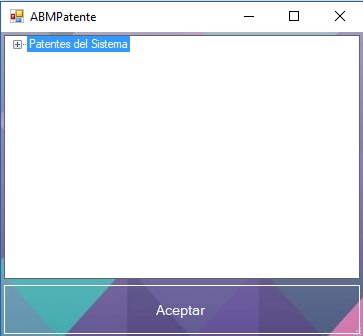 ABMPatente
Patentes del Sistema
Aceptar